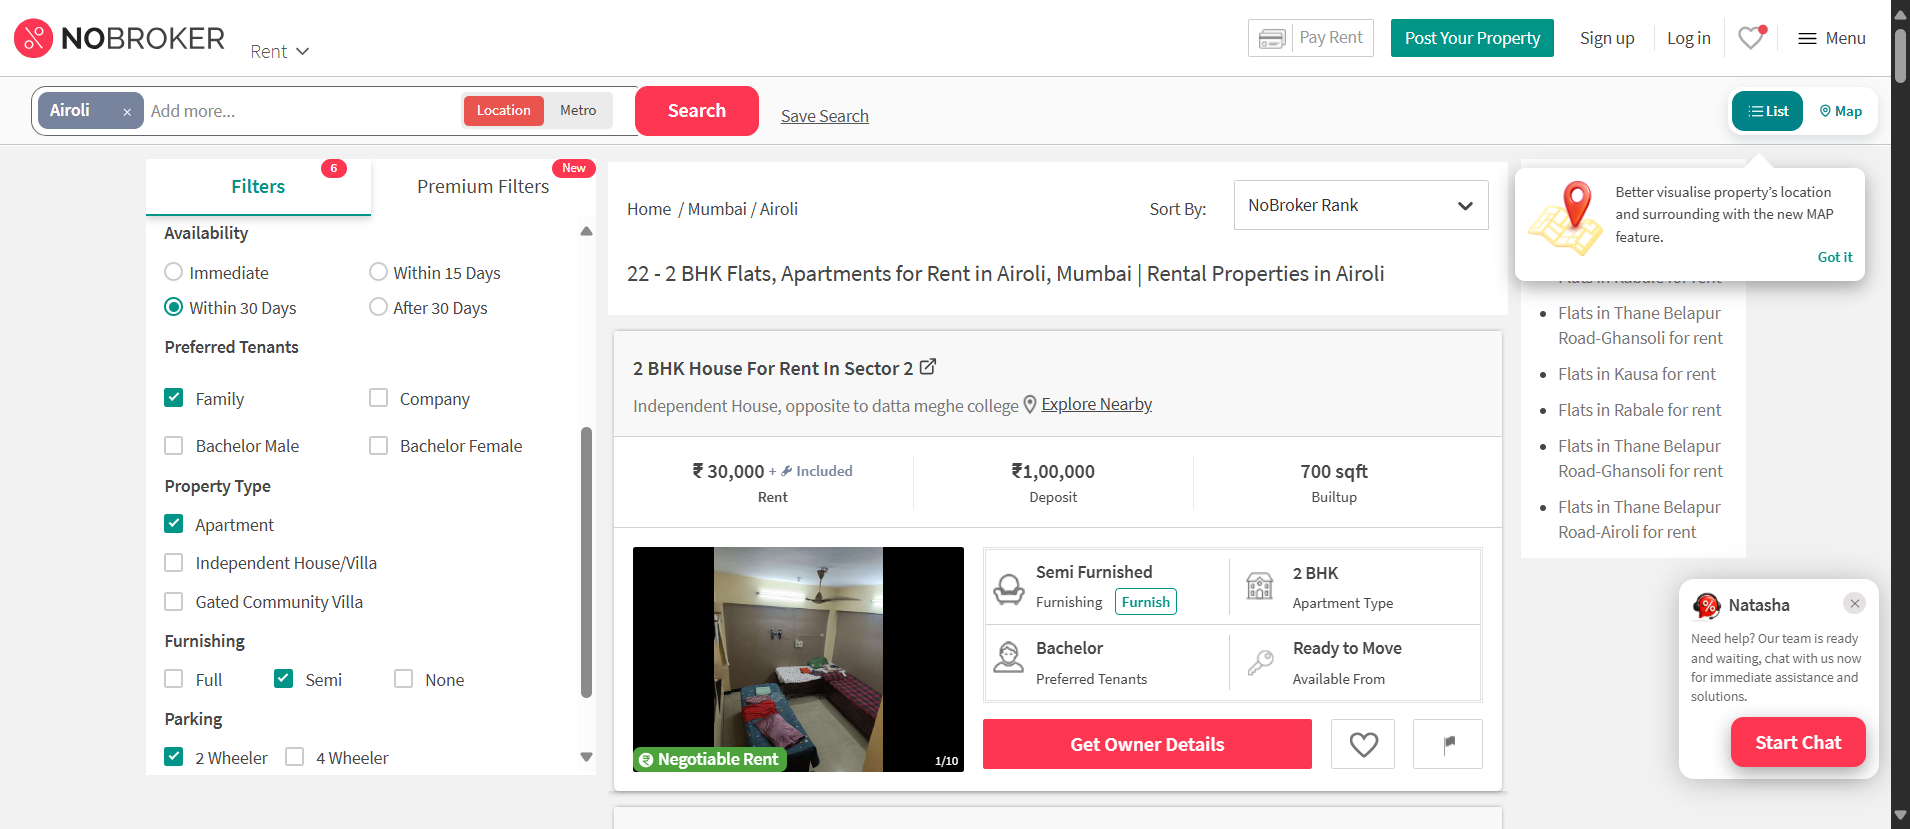 NOBROKER
Rent
Pay Rent
Post Your Property
Sign up
Log in
Menu
Airoli ×
Add more...
Location
Metro
Search
Save Search
List
Map
Filters
6
Premium Filters
New
Availability
Immediate
Within 15 Days
Within 30 Days
After 30 Days
Preferred Tenants
Family
Company
Bachelor Male
Bachelor Female
Property Type
Apartment
Independent House/Villa
Gated Community Villa
Furnishing
Full
Semi
None
Parking
2 Wheeler
4 Wheeler
Home / Mumbai / Airoli
Sort By:
NoBroker Rank
22 - 2 BHK Flats, Apartments for Rent in Airoli, Mumbai | Rental Properties in Airoli
2 BHK House For Rent In Sector 2
Independent House, opposite to datta meghe college
Explore Nearby
₹ 30,000 + Included
Rent
₹1,00,000
Deposit
700 sqft
Builtup
Negotiable Rent
1/10
Semi Furnished
Furnishing
Furnish
2 BHK
Apartment Type
Bachelor
Preferred Tenants
Ready to Move
Available From
Get Owner Details
Better visualise property's location
and surrounding with the new MAP
feature.
Got it
Flats in Thane Belapur
Road-Ghansoli for rent
Flats in Kausa for rent
Flats in Rabale for rent
Flats in Thane Belapur
Road-Ghansoli for rent
Flats in Thane Belapur
Road-Airoli for rent
Natasha
Need help? Our team is ready
and waiting, chat with us now
for immediate assistance and
solutions.
Start Chat